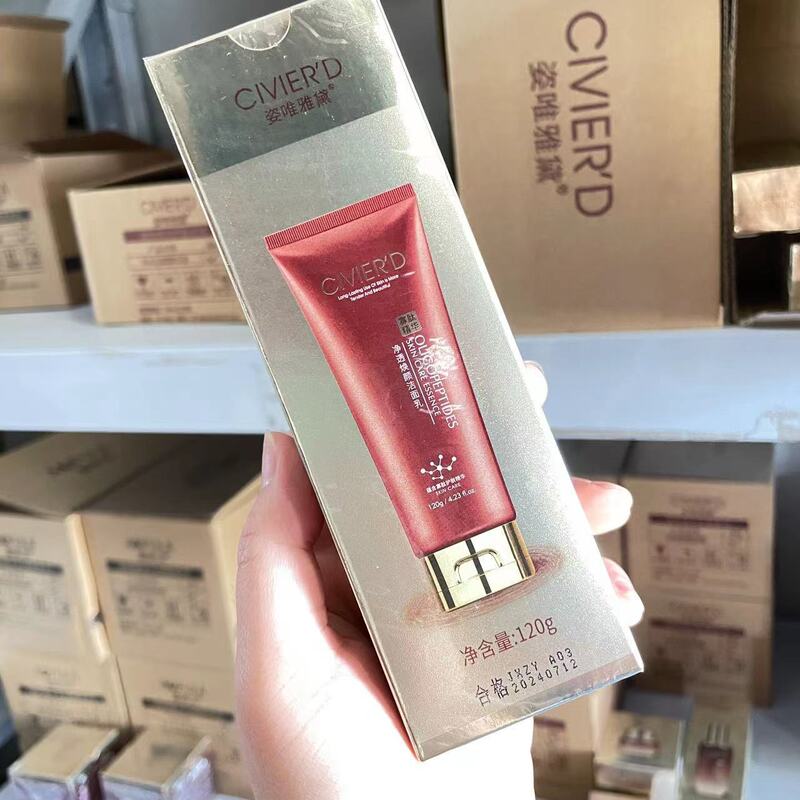 CIVIER'D
姿唯雅黛®
CIVIER'D
Long-Lasting Use Of Skin Is More
Tender And Beautiful
寡肽
精华
OLIGOPEPTIDES
SKIN CARE ESSENCE
净透焕颜洁面乳
SKIN CARE
120g / 4.23 fl.oz.
净含量:120g
合格
JXZY A03
20240712
CIVIER'D
姿唯雅黛®
CIVIER'D